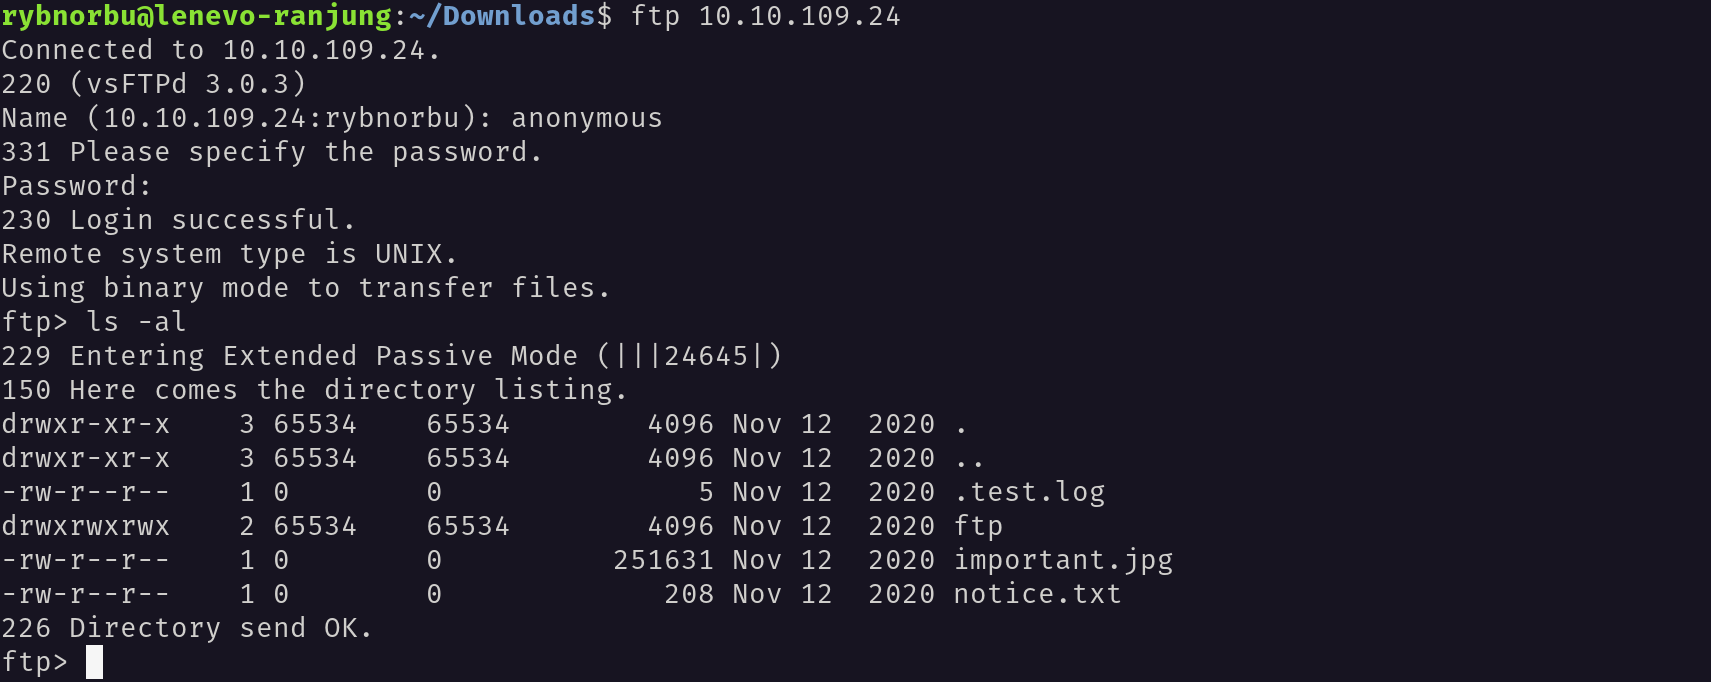 rybnorbu@lenevo-ranjung:~/Downloads$ ftp 10.10.109.24
Connected to 10.10.109.24.
220 (vsFTPd 3.0.3)
Name (10.10.109.24:rybnorbu): anonymous
331 Please specify the password.
Password:
230 Login successful.
Remote system type is UNIX.
Using binary mode to transfer files.
ftp> ls -al
229 Entering Extended Passive Mode (|||24645|)
150 Here comes the directory listing.
drwxr-xr-x    3 65534    65534        4096 Nov 12  2020 .
drwxr-xr-x    3 65534    65534        4096 Nov 12  2020 ..
-rw-r--r--    1 0        0               5 Nov 12  2020 .test.log
drwxrwxrwx    2 65534    65534        4096 Nov 12  2020 ftp
-rw-r--r--    1 0        0          251631 Nov 12  2020 important.jpg
-rw-r--r--    1 0        0             208 Nov 12  2020 notice.txt
226 Directory send OK.
ftp>